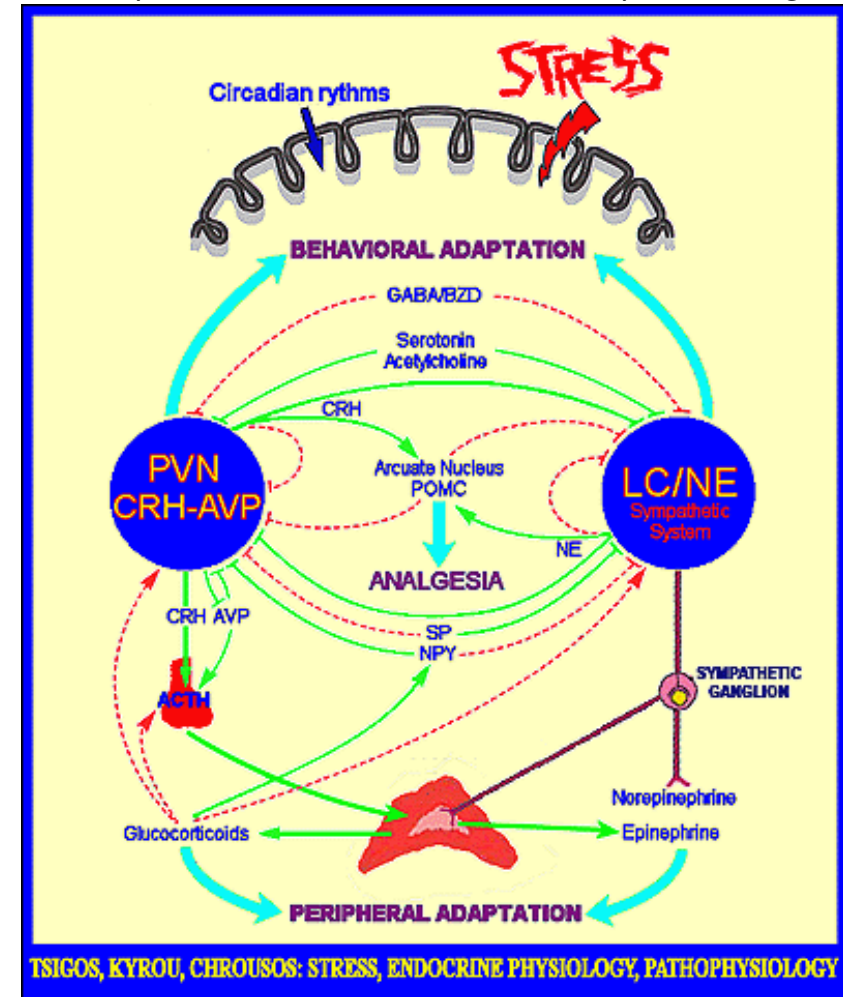 STRESS
Circadian rythms
BEHAVIORAL ADAPTATION
GABA/BZD
Serotonin
Acetylcholine
CRH
PVN
CRH-AVP
Arcuate Nucleus
POMC
LC/NE
Sympathetic
System
NE
ANALGESIA
CRH AVP
SP
NPY
SYMPATHETIC
GANGLION
ACTH
Norepinephrine
Glucocorticoids
Epinephrine
PERIPHERAL ADAPTATION
TSIGOS, KYROU, CHROUSOS: STRESS, ENDOCRINE PHYSIOLOGY, PATHOPHYSIOLOGY